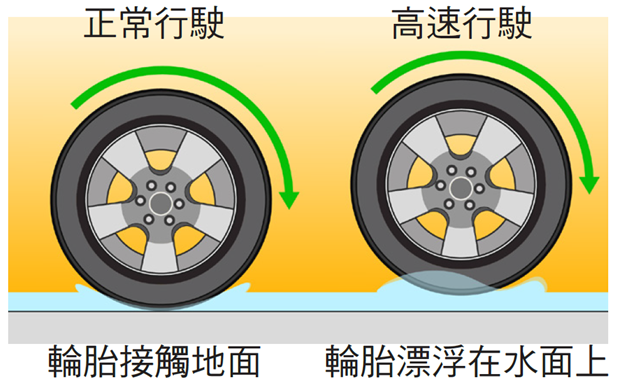 正常行駛
高速行駛
輪胎接觸地面
輪胎漂浮在水面上